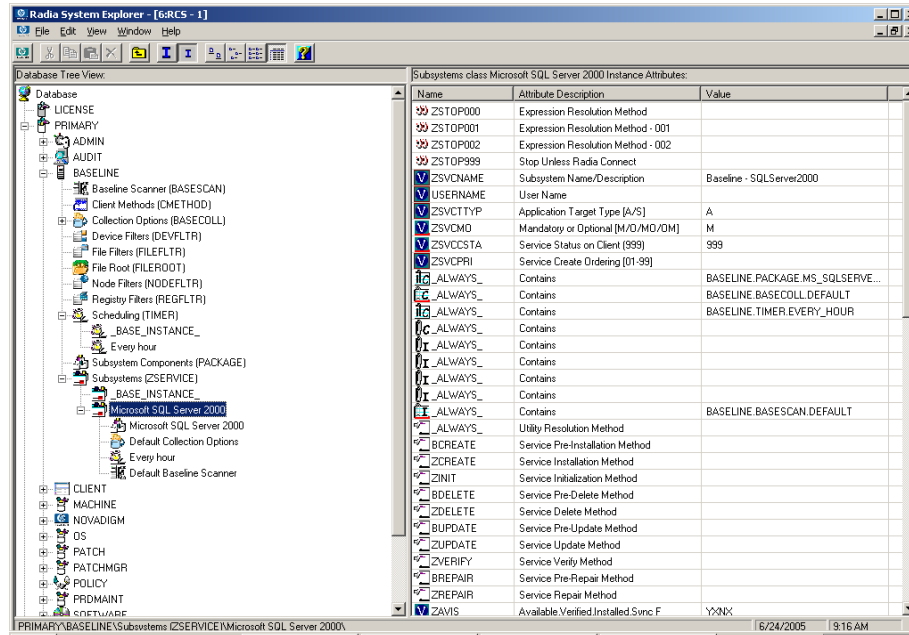 Radia System Explorer - [6:RCS - 1]
File Edit View Window Help
Database Tree View:
Database
LICENSE
PRIMARY
ADMIN
AUDIT
BASELINE
Baseline Scanner (BASESCAN)
Client Methods (CMETHOD)
Collection Options (BASECOLL)
Device Filters (DEVFLTR)
File Filters (FILEFLTR)
File Root (FILEROOT)
Node Filters (NODEFLTR)
Registry Filters (REGFLTR)
Scheduling (TIMER)
_BASE_INSTANCE_
Every hour
Subsystem Components (PACKAGE)
Subsystems (ZSERVICE)
_BASE_INSTANCE_
Microsoft SQL Server 2000
Microsoft SQL Server 2000
Default Collection Options
Every hour
Default Baseline Scanner
CLIENT
MACHINE
NOVADIGM
OS
PATCH
PATCHMGR
POLICY
PRDMAINT
SOFTWARE
Subsystems class Microsoft SQL Server 2000 Instance Attributes:
Name Attribute Description Value
ZSTOP000 Expression Resolution Method
ZSTOP001 Expression Resolution Method - 001
ZSTOP002 Expression Resolution Method - 002
ZSTOP999 Stop Unless Radia Connect
ZSVCNAME Subsystem Name/Description Baseline - SQLServer2000
USERNAME User Name
ZSVCTTYP Application Target Type [A/S] A
ZSVCMO Mandatory or Optional [M/O/MO/OM] M
ZSVCCSTA Service Status on Client (999) 999
ZSVCPRI Service Create Ordering [01-99]
_ALWAYS_ Contains BASELINE.PACKAGE.MS_SQLSERVE...
_ALWAYS_ Contains BASELINE.BASECOLL.DEFAULT
_ALWAYS_ Contains BASELINE.TIMER.EVERY_HOUR
_ALWAYS_ Contains
_ALWAYS_ Contains
_ALWAYS_ Contains
_ALWAYS_ Contains
_ALWAYS_ Contains BASELINE.BASESCAN.DEFAULT
_ALWAYS_ Utility Resolution Method
BCREATE Service Pre-Installation Method
ZCREATE Service Installation Method
ZINIT Service Initialization Method
BDELETE Service Pre-Delete Method
ZDELETE Service Delete Method
BUPDATE Service Pre-Update Method
ZUPDATE Service Update Method
ZVERIFY Service Verify Method
BREPAIR Service Pre-Repair Method
ZREPAIR Service Repair Method
ZAVIS Available.Verified.Installed.Sync F YXNX
PRIMARY\BASELINE\Subsystems (ZSERVICE)\Microsoft SQL Server 2000\ 6/24/2005 9:16 AM